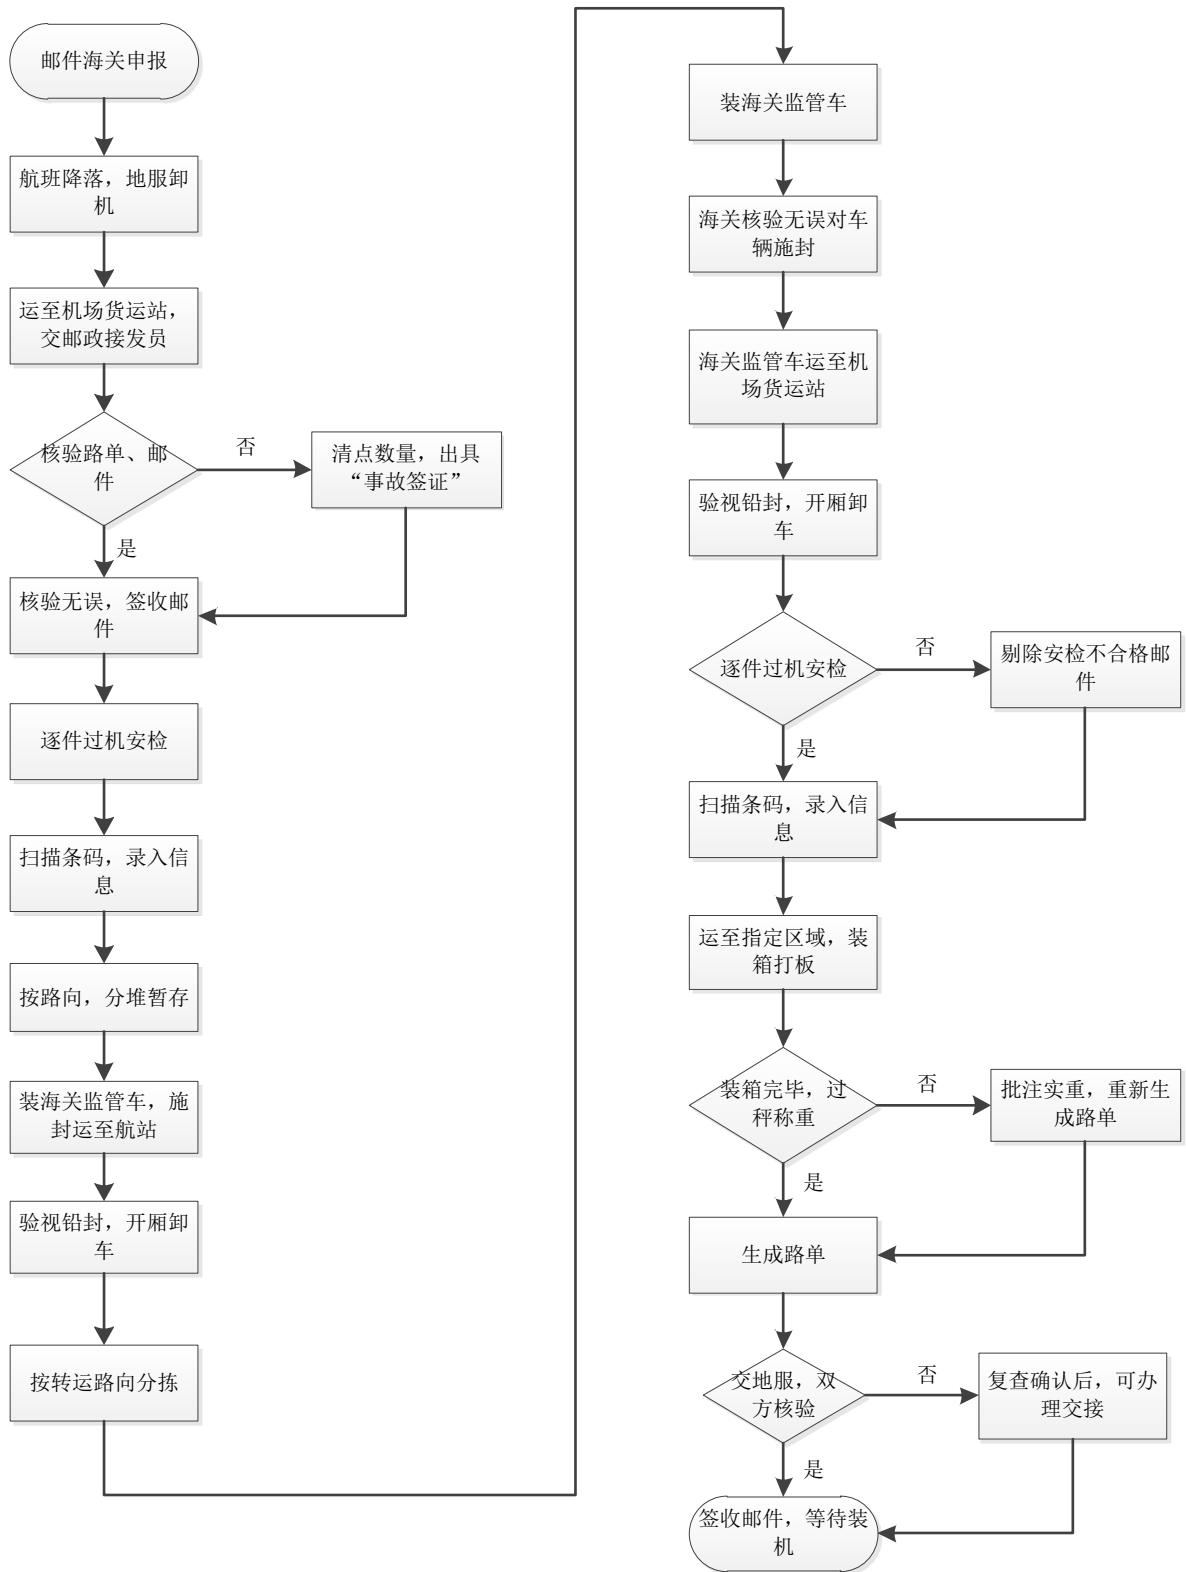 邮件海关申报
航班降落，地服卸
机
运至机场货运站，
交邮政接发员
核验路单、邮
件
否
清点数量，出具
“事故签证”
是
核验无误，签收邮
件
逐件过机安检
扫描条码，录入信
息
按路向，分堆暂存
装海关监管车，施
封运至航站
验视铅封，开厢卸
车
按转运路向分拣
装海关监管车
海关核验无误对车
辆施封
海关监管车运至机
场货运站
验视铅封，开厢卸
车
逐件过机安检
否
剔除安检不合格邮
件
是
扫描条码，录入信
息
运至指定区域，装
箱打板
装箱完毕，过
秤称重
否
批注实重，重新生
成路单
是
生成路单
交地服，双
方核验
否
复查确认后，可办
理交接
是
签收邮件，等待装
机